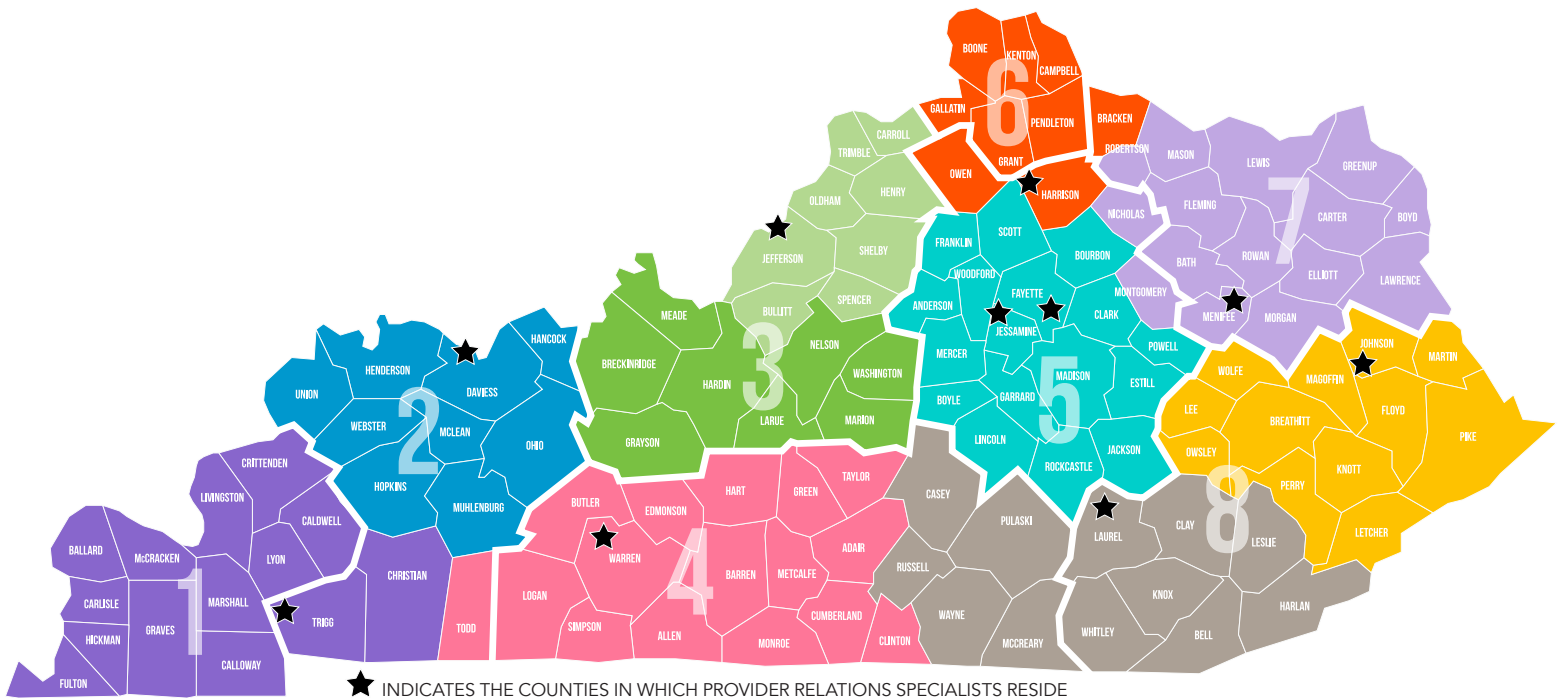 BOONE
KENTON
CAMPBELL
6
GALLATIN
PENDLETON
BRACKEN
CARROLL
TRIMBLE
GRANT
ROBERTSON
MASON
LEWIS
GREENUP
OWEN
HENRY
OLDHAM
HARRISON
FLEMING
NICHOLAS
CARTER
BOYD
7
SCOTT
FRANKLIN
SHELBY
JEFFERSON
BOURBON
ROWAN
BATH
ELLIOTT
LAWRENCE
WOODFORD
FAYETTE
MONTGOMERY
SPENCER
ANDERSON
BULLITT
CLARK
MENIFEE
MORGAN
MEADE
JESSAMINE
HANCOCK
NELSON
MERCER
POWELL
JOHNSON
MARTIN
BRECKINRIDGE
HENDERSON
3
WASHINGTON
MADISON
WOLFE
MAGOFFIN
HARDIN
UNION
DAVIESS
BOYLE
GARRARD
5
ESTILL
LEE
FLOYD
2
WEBSTER
MCLEAN
LARUE
MARION
BREATHITT
PIKE
GRAYSON
OHIO
LINCOLN
JACKSON
OWSLEY
CRITTENDEN
ROCKCASTLE
KNOTT
HOPKINS
TAYLOR
PERRY
LIVINGSTON
HART
GREEN
CASEY
BUTLER
MUHLENBURG
EDMONSON
CALDWELL
PULASKI
8
CLAY
LETCHER
LAUREL
LESLIE
BALLARD
McCRACKEN
LYON
ADAIR
WARREN
RUSSELL
CHRISTIAN
BARREN
METCALFE
4
LOGAN
KNOX
CARLISLE
MARSHALL
1
HARLAN
WAYNE
CUMBERLAND
TRIGG
TODD
SIMPSON
GRAVES
HICKMAN
ALLEN
WHITLEY
BELL
MONROE
CLINTON
MCCREARY
CALLOWAY
FULTON
INDICATES THE COUNTIES IN WHICH PROVIDER RELATIONS SPECIALISTS RESIDE